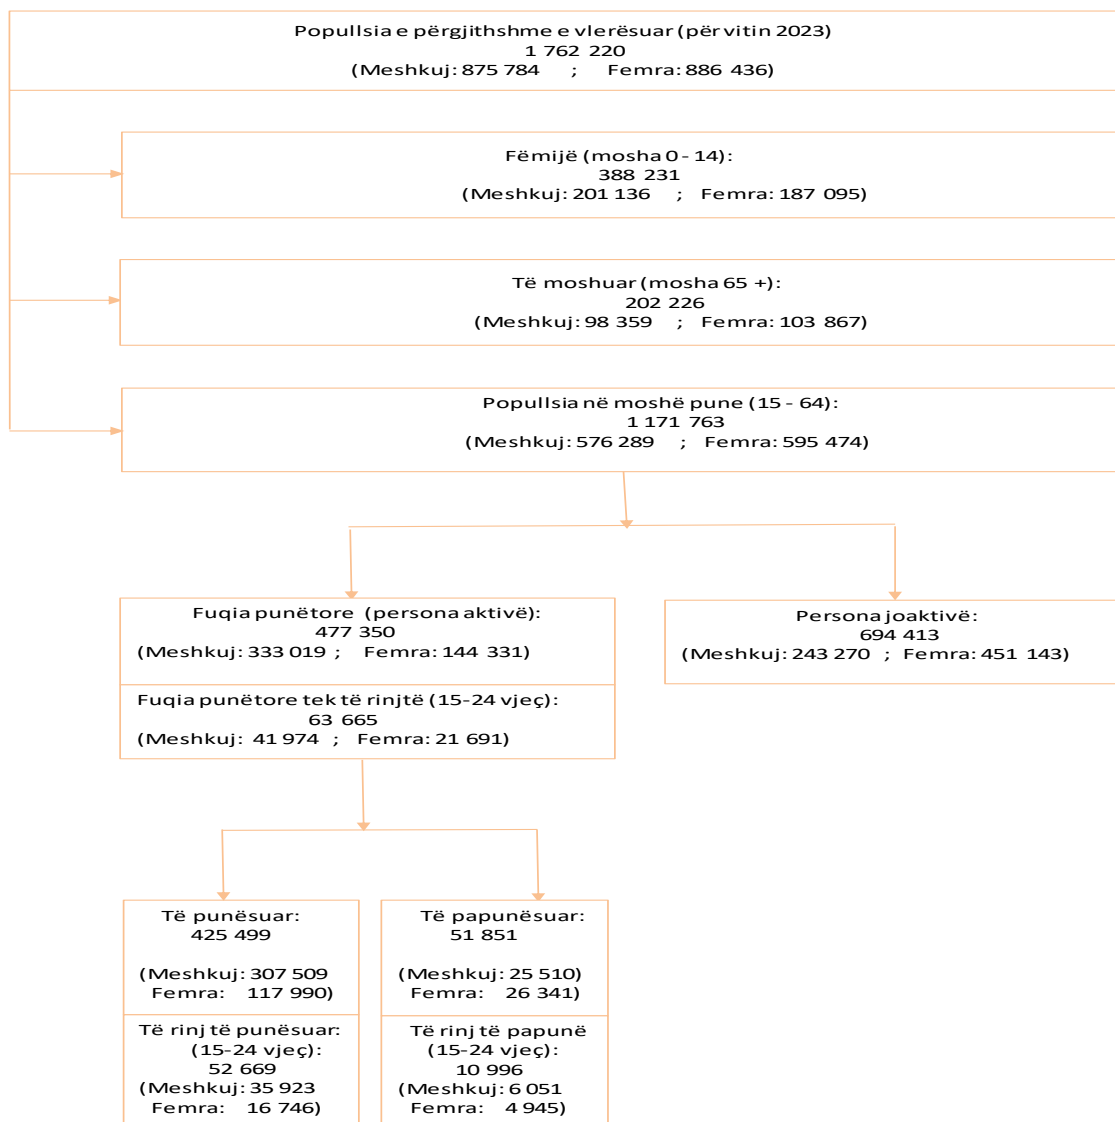 Popullsia e përgjithshme e vlerësuar (për vitin 2023)
1 762 220
(Meshkuj: 875 784 ; Femra: 886 436)
Fëmijë (mosha 0 - 14):
388 231
(Meshkuj: 201 136 ; Femra: 187 095)
Të moshuar (mosha 65 +):
202 226
(Meshkuj: 98 359 ; Femra: 103 867)
Popullsia në moshë pune (15 - 64):
1 171 763
(Meshkuj: 576 289 ; Femra: 595 474)
Fuqia punëtore (persona aktivë):
477 350
(Meshkuj: 333 019 ; Femra: 144 331)
Fuqia punëtore tek të rinjtë (15-24 vjeç):
63 665
(Meshkuj: 41 974 ; Femra: 21 691)
Persona joaktivë:
694 413
(Meshkuj: 243 270 ; Femra: 451 143)
Të punësuar:
425 499
(Meshkuj: 307 509
Femra: 117 990)
Të rinj të punësuar:
(15-24 vjeç):
52 669
(Meshkuj: 35 923
Femra: 16 746)
Të papunësuar:
51 851
(Meshkuj: 25 510)
Femra: 26 341)
Të rinj të papunë
(15-24 vjeç):
10 996
(Meshkuj: 6 051
Femra: 4 945)